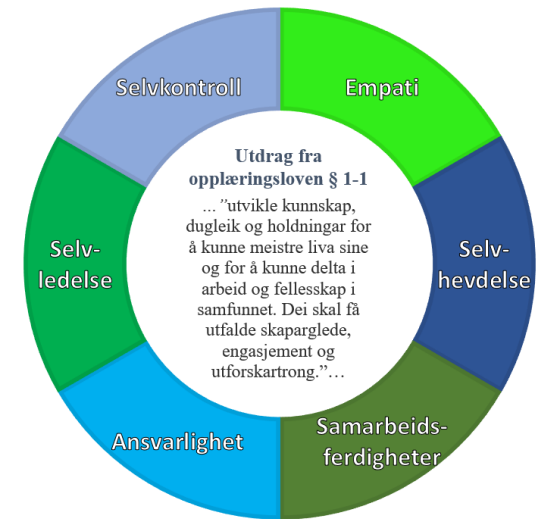 Selvkontroll
Empati
Selv-
hevdelse
Samarbeids-
ferdigheter
Ansvarlighet
Selv-
ledelse
Utdrag fra
opplæringsloven § 1-1
... ”utvikle kunnskap,
dugleik og holdningar for
å kunne meistre liva sine
og for å kunne delta i
arbeid og fellesskap i
samfunnet. Dei skal få
utfalde skaparglede,
engasjement og
utforskartrong.”…